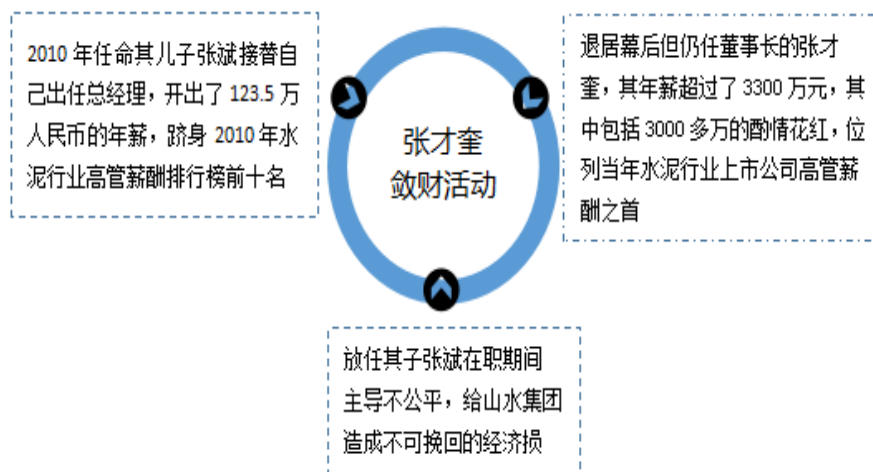 2010 年任命其儿子张斌接替自
己出任总经理，开出了 123.5 万
人民币的年薪，跻身 2010 年水
泥行业高管薪酬排行榜前十名
张才奎
敛财活动
退居幕后但仍任董事长的张才
奎，其年薪超过了 3300 万元，其
中包括 3000 多万的酌情花红，位
列当年水泥行业上市公司高管薪
酬之首
放任其子张斌在职期间
主导不公平，给山水集团
造成不可挽回的经济损